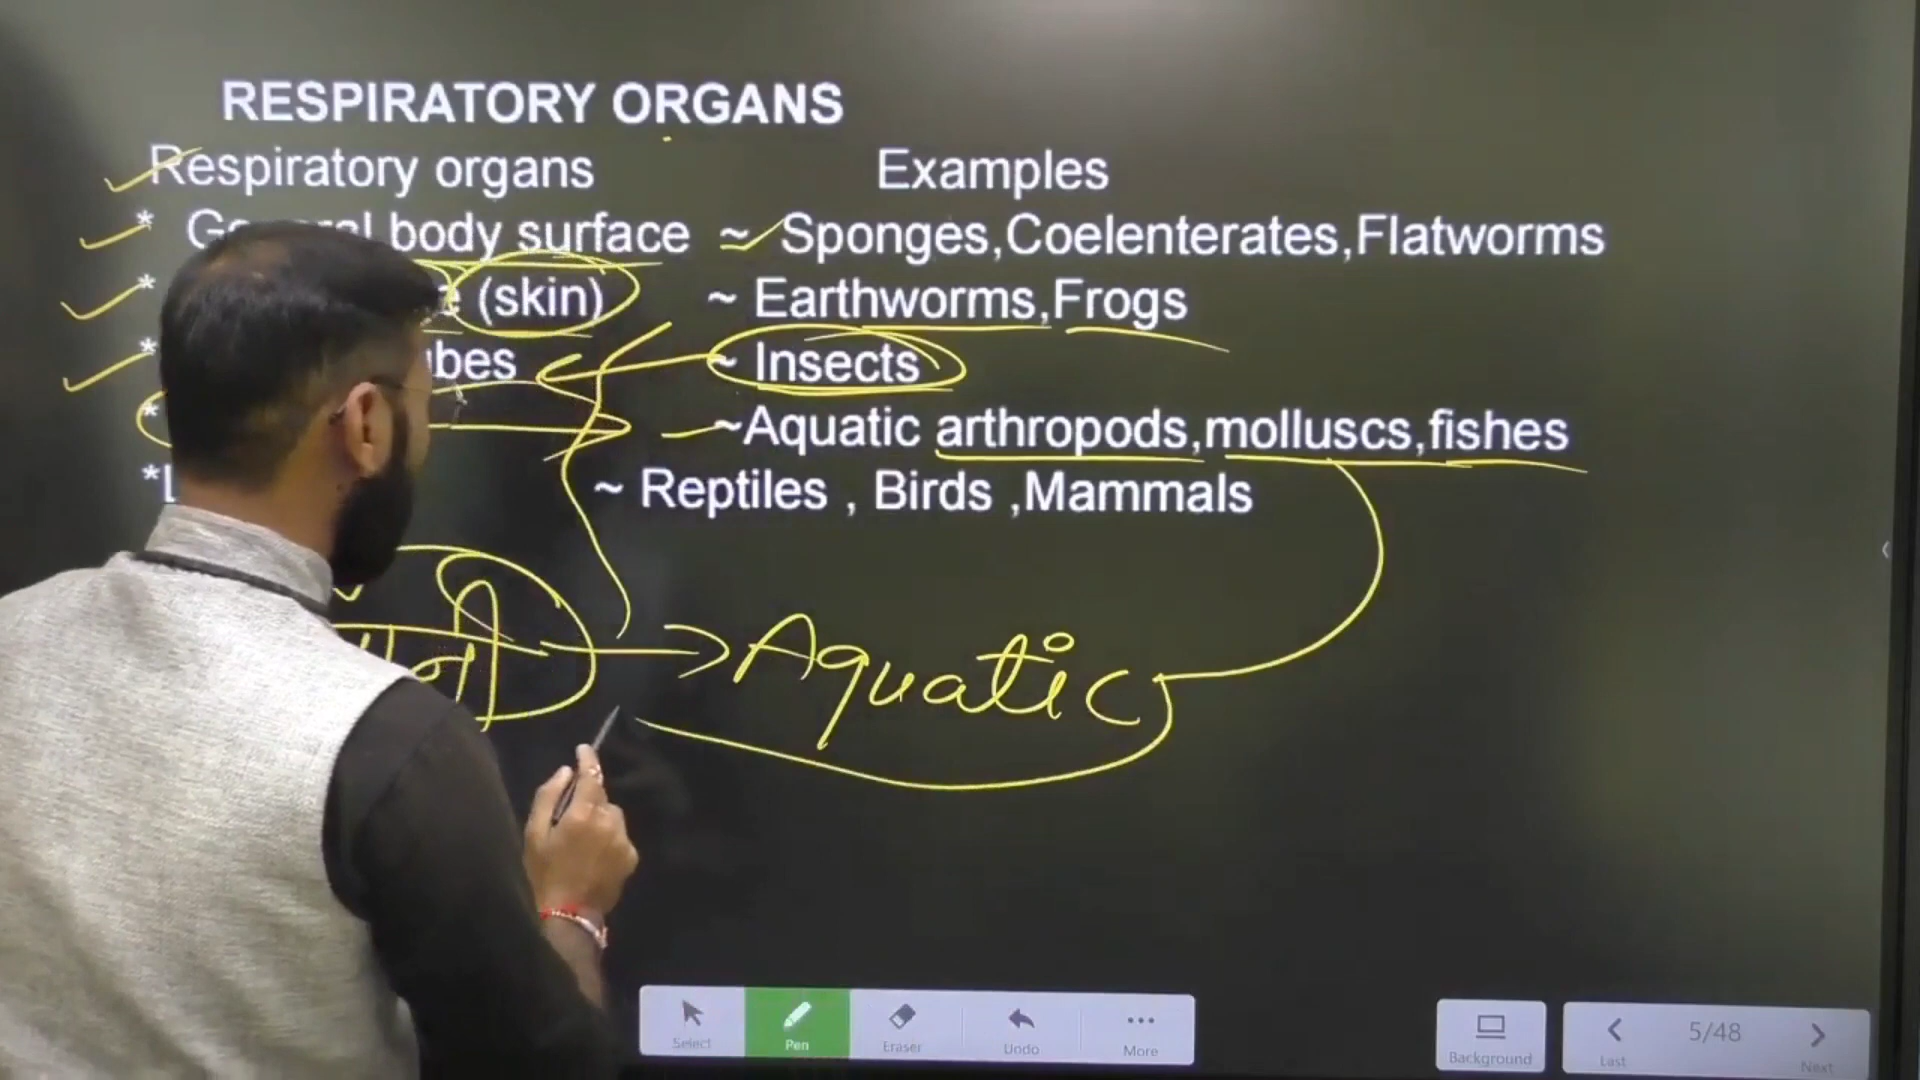 RESPIRATORY ORGANS
Respiratory organs Examples
* General body surface ~ Sponges,Coelenterates,Flatworms
* (skin) ~ Earthworms,Frogs
* ~ Insects
* ~Aquatic arthropods,molluscs,fishes
* ~ Reptiles , Birds ,Mammals
Aquatic
Select Pen Eraser Undo More Background Last 5/48 Next